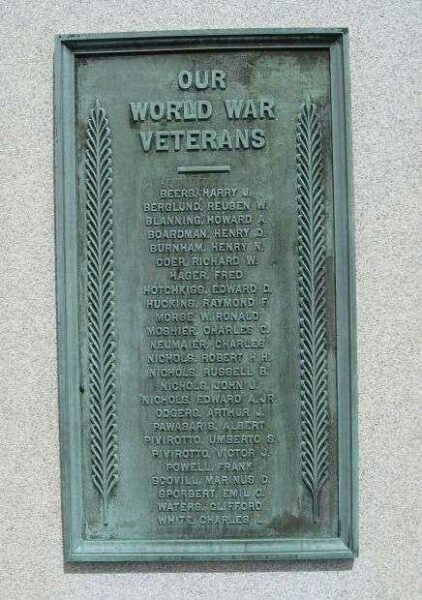 OUR
WORLD WAR
VETERANS
BEERS, HARRY J.
BERGLUND, REUBEN W.
BLANNING, HOWARD A.
BOARDMAN, HENRY D.
BURNHAM, HENRY N.
COER, RICHARD W.
HAGER, FRED
HOTCHKISS, EDWARD C.
HUCKINS, RAYMOND F.
MORSE, W. RONALD
MOSHIER, CHARLES C.
NEUMAIER, CHARLES
NICHOLS, ROBERT H.H.
NICHOLS, RUSSELL B.
NICHOLS, JOHN J.
NICHOLS, EDWARD A. JR.
ODGERS, ARTHUR J.
PAWASARIS, ALBERT
PIVIROTTO, UMBERTO G.
PIVIROTTO, VICTOR J.
POWELL, FRANK
SCOVILL, MARINUS D.
SPORBERT, EMIL C.
WATERS, CLIFFORD
WHITE, CHARLES L.